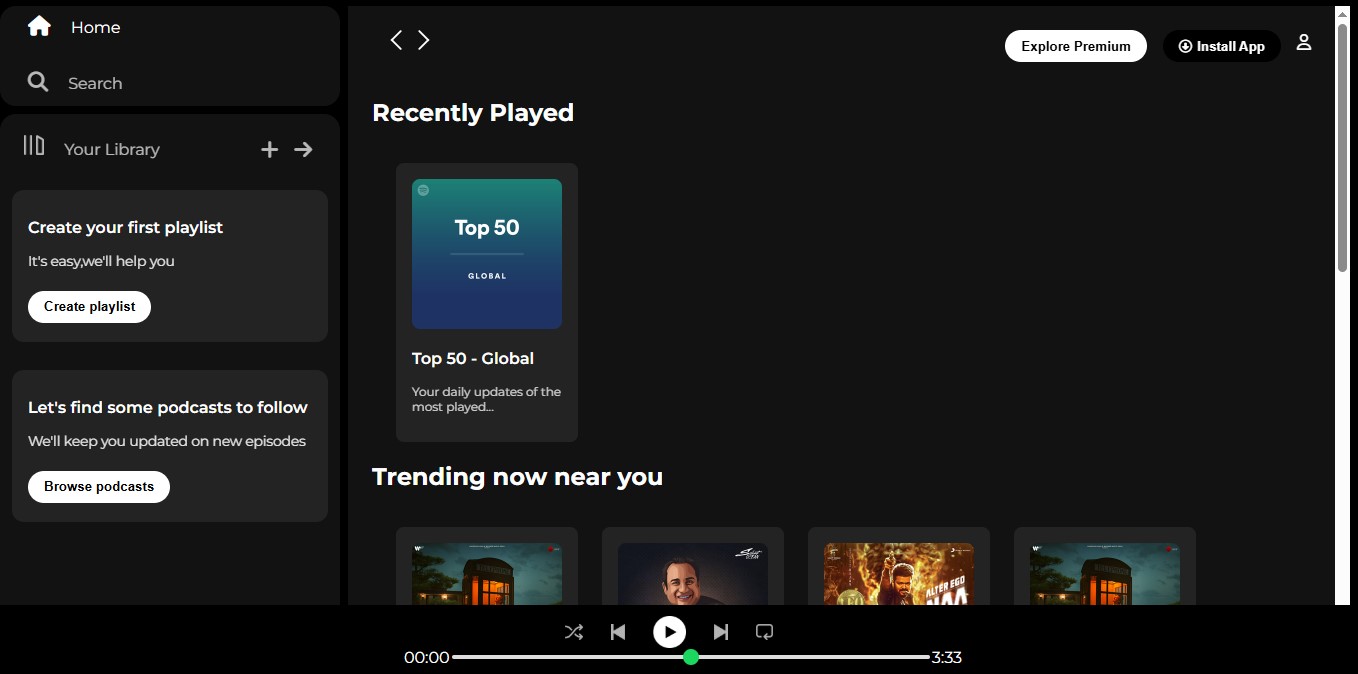 Home
Search
Your Library
Create your first playlist
It's easy,we'll help you
Create playlist
Let's find some podcasts to follow
We'll keep you updated on new episodes
Browse podcasts
Explore Premium
Install App
Recently Played
Top 50
GLOBAL
Top 50 - Global
Your daily updates of the
most played...
Trending now near you
ALTER EGO
00:00
3:33